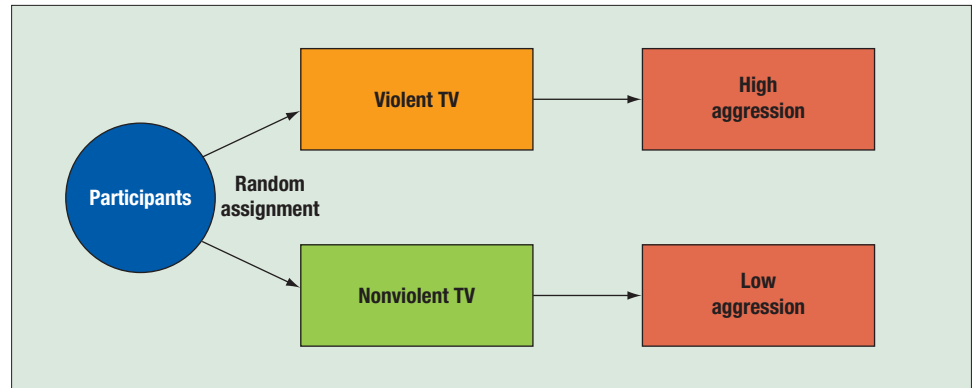 Violent TV
High
aggression
Participants
Random
assignment
Nonviolent TV
Low
aggression